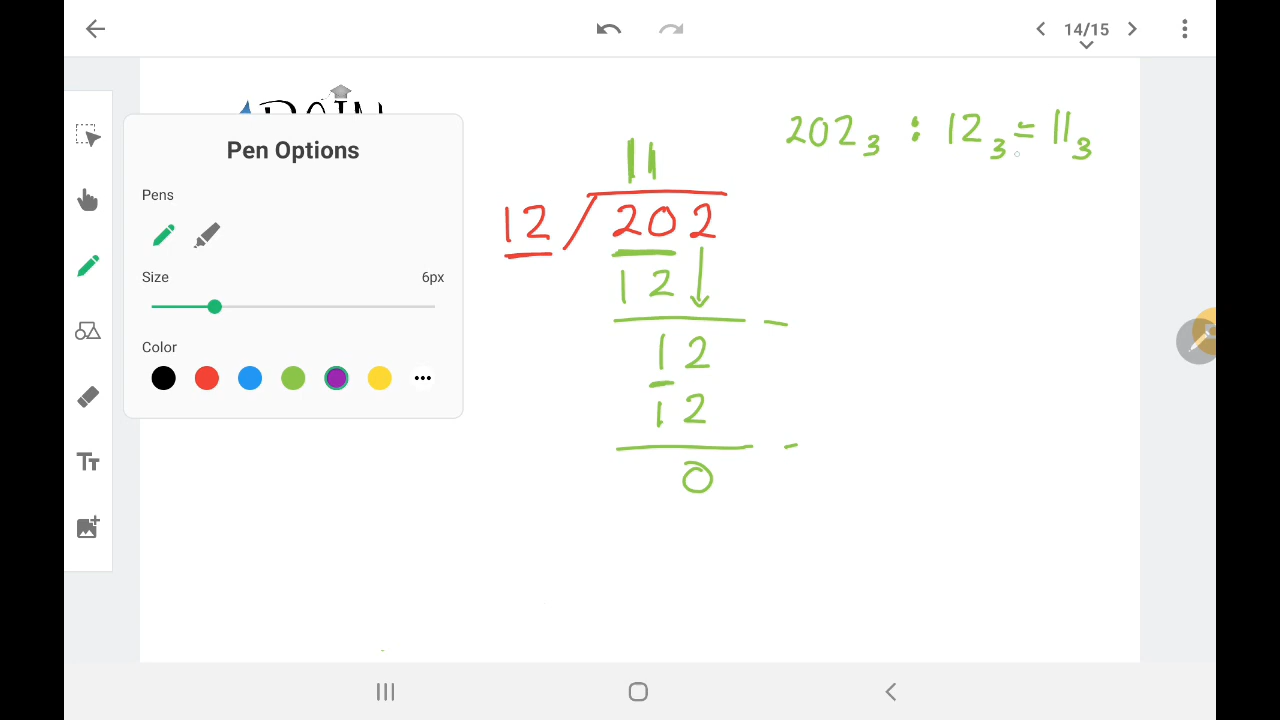 14/15
Pen Options
Pens
Size 6px
Color
202₃ : 12₃ = 11₃
11
12 / 202
12
12
12
0